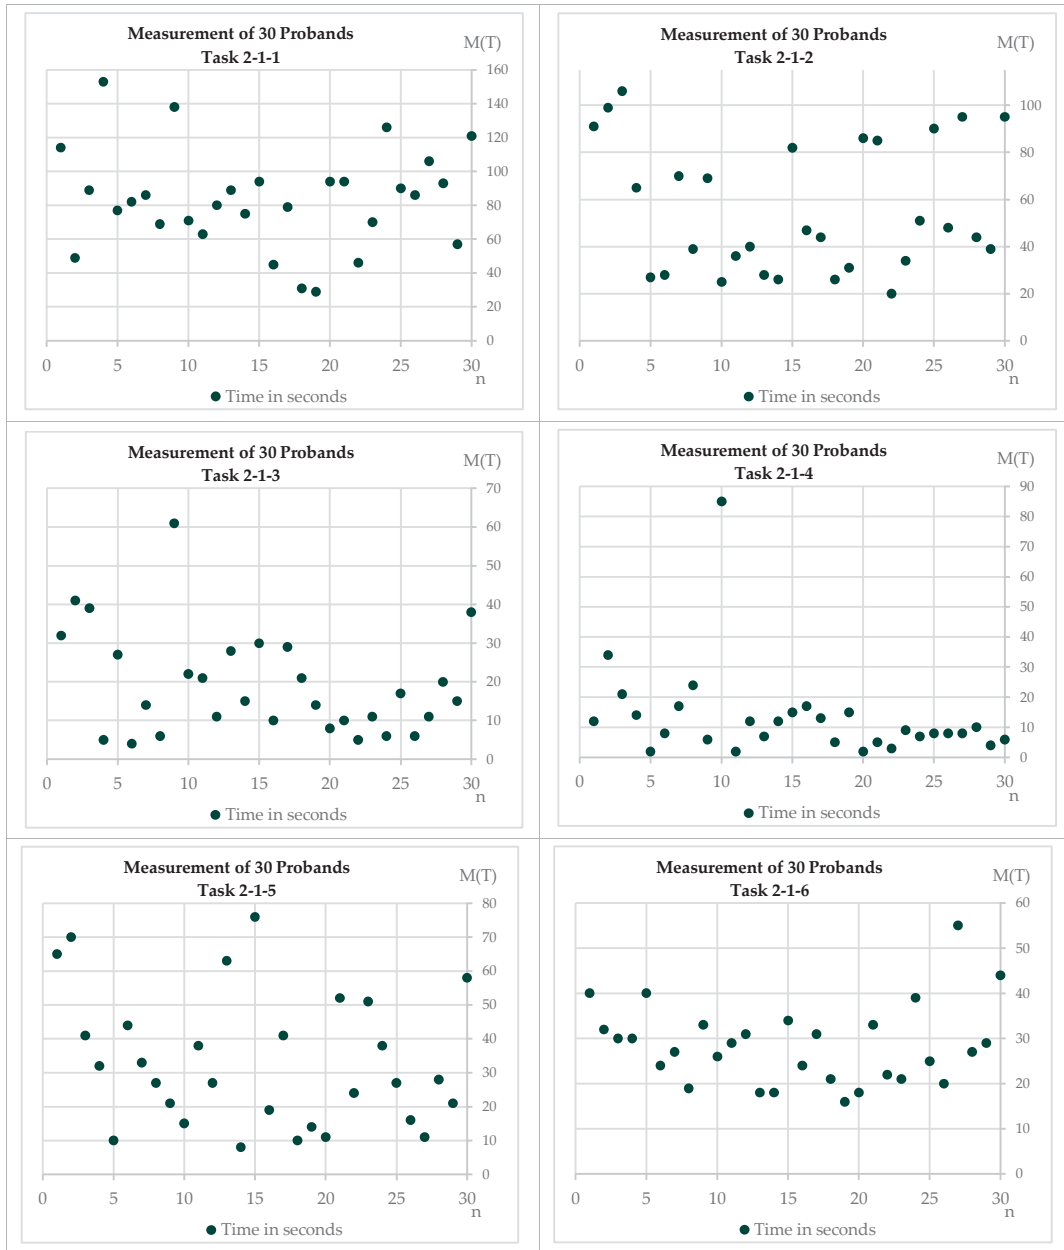 Measurement of 30 Probands
Task 2-1-1
M(T)
160
140
120
100
80
60
40
20
0
0 5 10 15 20 25 30
n
Time in seconds
Measurement of 30 Probands
Task 2-1-2
M(T)
100
80
60
40
20
0
0 5 10 15 20 25 30
n
Time in seconds
Measurement of 30 Probands
Task 2-1-3
M(T)
70
60
50
40
30
20
10
0
0 5 10 15 20 25 30
n
Time in seconds
Measurement of 30 Probands
Task 2-1-4
M(T)
90
80
70
60
50
40
30
20
10
0
0 5 10 15 20 25 30
n
Time in seconds
Measurement of 30 Probands
Task 2-1-5
M(T)
80
70
60
50
40
30
20
10
0
0 5 10 15 20 25 30
n
Time in seconds
Measurement of 30 Probands
Task 2-1-6
M(T)
60
50
40
30
20
10
0
0 5 10 15 20 25 30
n
Time in seconds